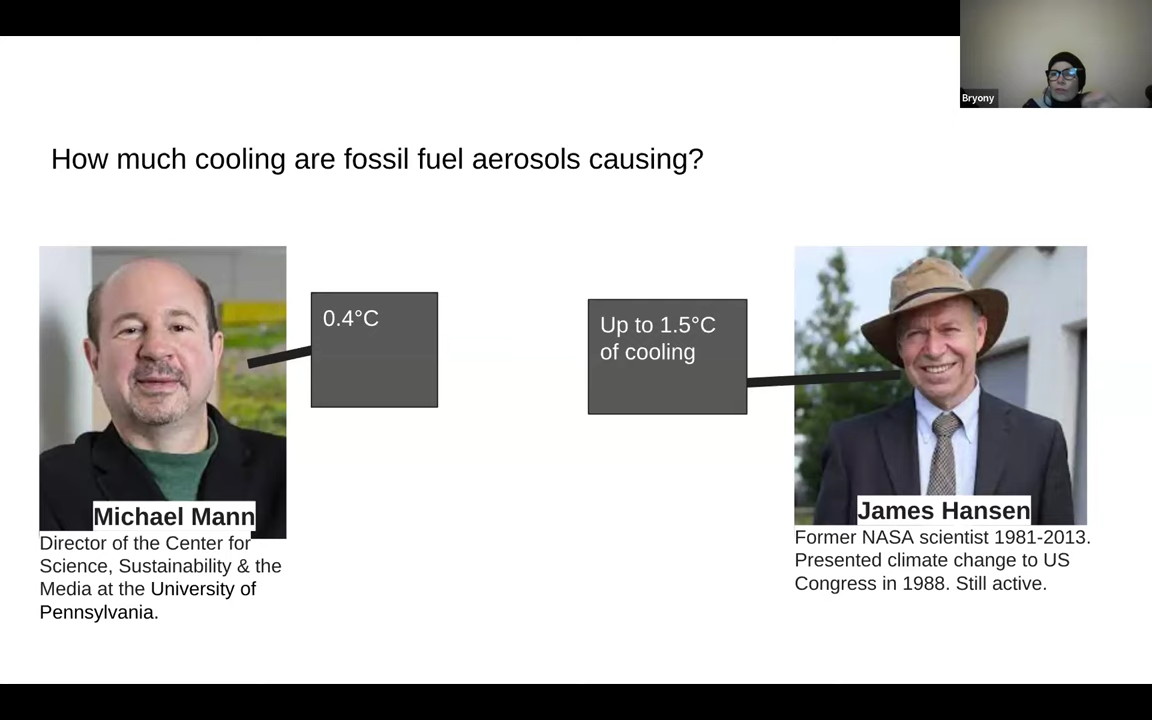 Bryony
How much cooling are fossil fuel aerosols causing?
0.4°C
Up to 1.5°C
of cooling
Michael Mann
Director of the Center for
Science, Sustainability & the
Media at the University of
Pennsylvania.
James Hansen
Former NASA scientist 1981-2013.
Presented climate change to US
Congress in 1988. Still active.